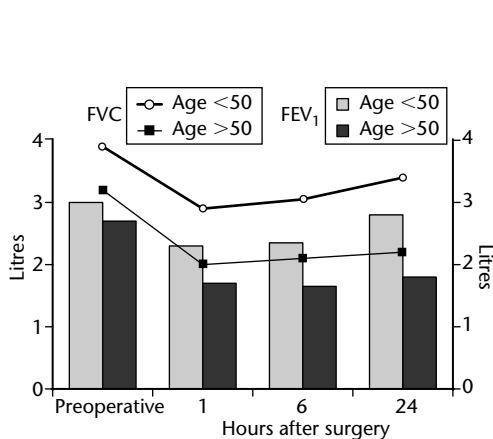 FVC
Age <50
Age >50
FEV1
Age <50
Age >50
4
3
2
1
0
Litres
4
3
2
1
0
Litres
Preoperative 1 6 24
Hours after surgery